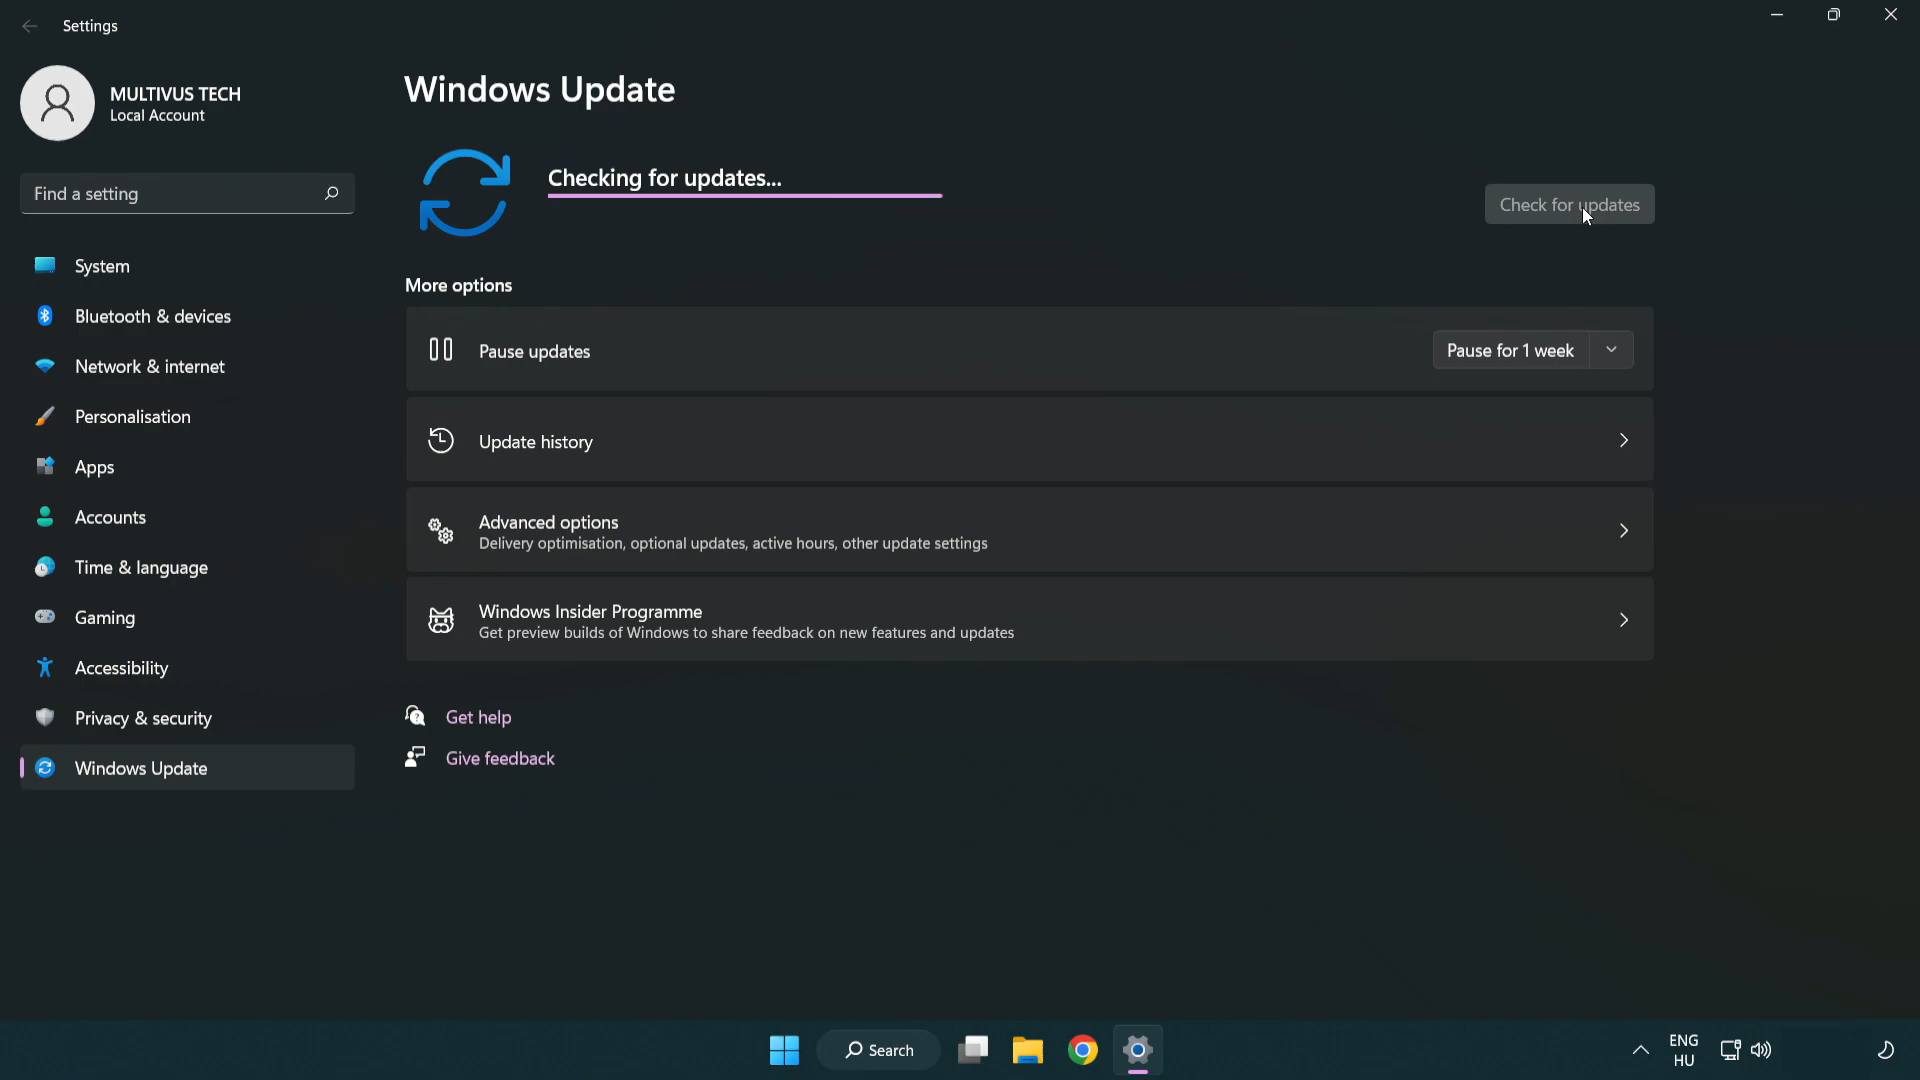 Settings
MULTIVUS TECH
Local Account
Find a setting
System
Bluetooth & devices
Network & internet
Personalisation
Apps
Accounts
Time & language
Gaming
Accessibility
Privacy & security
Windows Update
Windows Update
Checking for updates...
Check for updates
More options
Pause updates
Pause for 1 week
Update history
Advanced options
Delivery optimisation, optional updates, active hours, other update settings
Windows Insider Programme
Get preview builds of Windows to share feedback on new features and updates
Get help
Give feedback
Search
ENG
HU